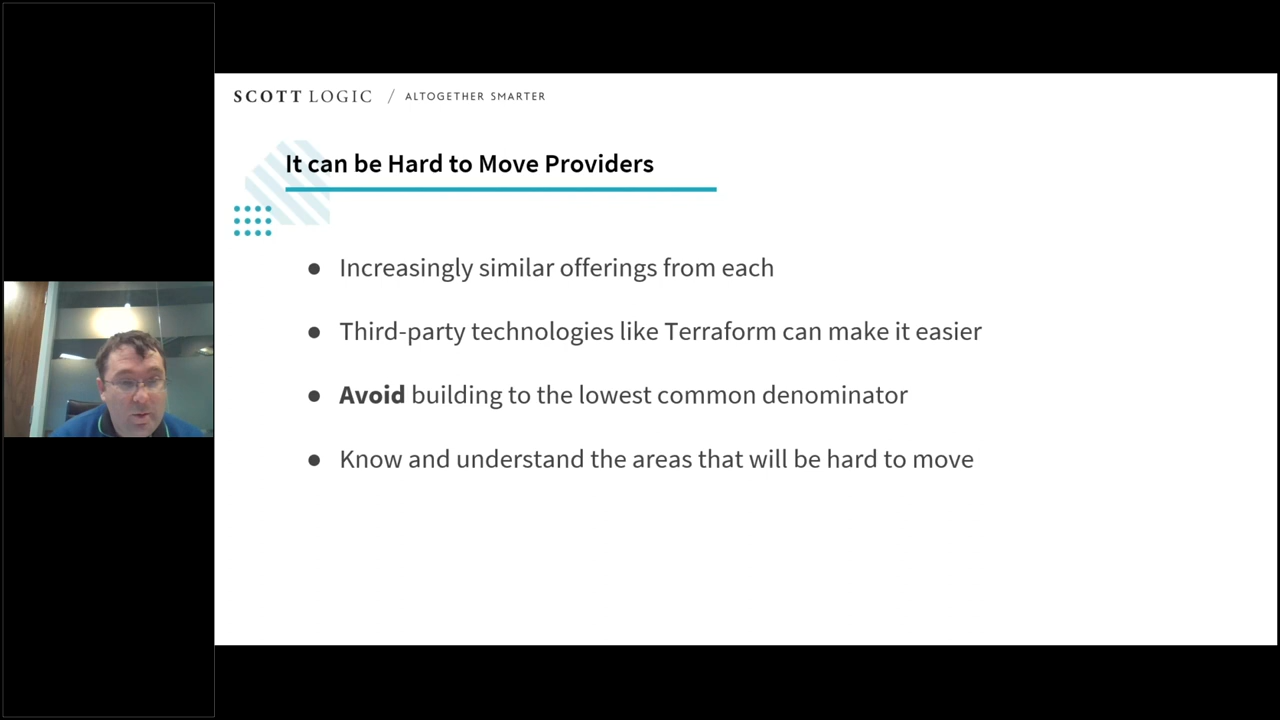 SCOTT LOGIC / ALTOGETHER SMARTER
It can be Hard to Move Providers
● Increasingly similar offerings from each
● Third-party technologies like Terraform can make it easier
● Avoid building to the lowest common denominator
● Know and understand the areas that will be hard to move